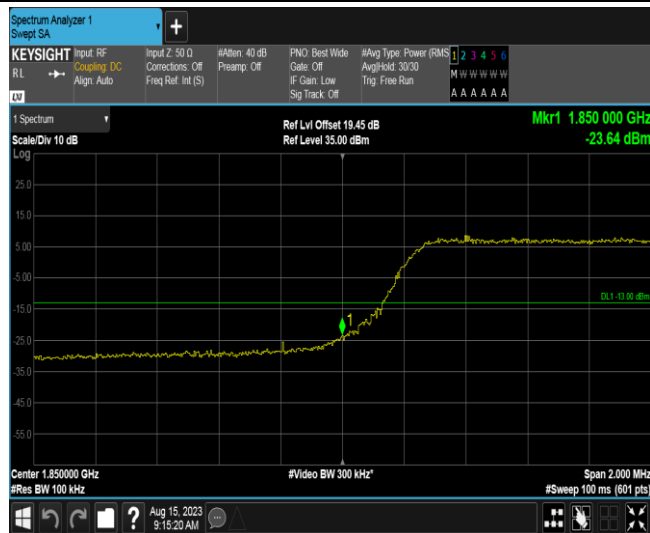 Spectrum Analyzer 1
Swept SA
+
KEYSIGHT
RL
LXI
Input: RF
Coupling: DC
Align: Auto
Input Z: 50 Ω
Corrections: Off
Freq Ref: Int (S)
#Atten: 40 dB
Preamp: Off
PNO: Best Wide
Gate: Off
IF Gain: Low
Sig Track: Off
#Avg Type: Power (RMS
Avg|Hold: 30/30
Trig: Free Run
1 2 3 4 5 6
M W W W W W
A A A A A A
1 Spectrum
Scale/Div 10 dB
Ref Lvl Offset 19.45 dB
Ref Level 35.00 dBm
Mkr1 1.850 000 GHz
-23.64 dBm
Log
25.0
15.0
5.00
-5.00
DL1 -13.00 dBm
-15.0
1
-25.0
-35.0
-45.0
-55.0
Center 1.850000 GHz
#Video BW 300 kHz*
Span 2.000 MHz
#Res BW 100 kHz
#Sweep 100 ms (601 pts)
?
Aug 15, 2023
9:15:20 AM